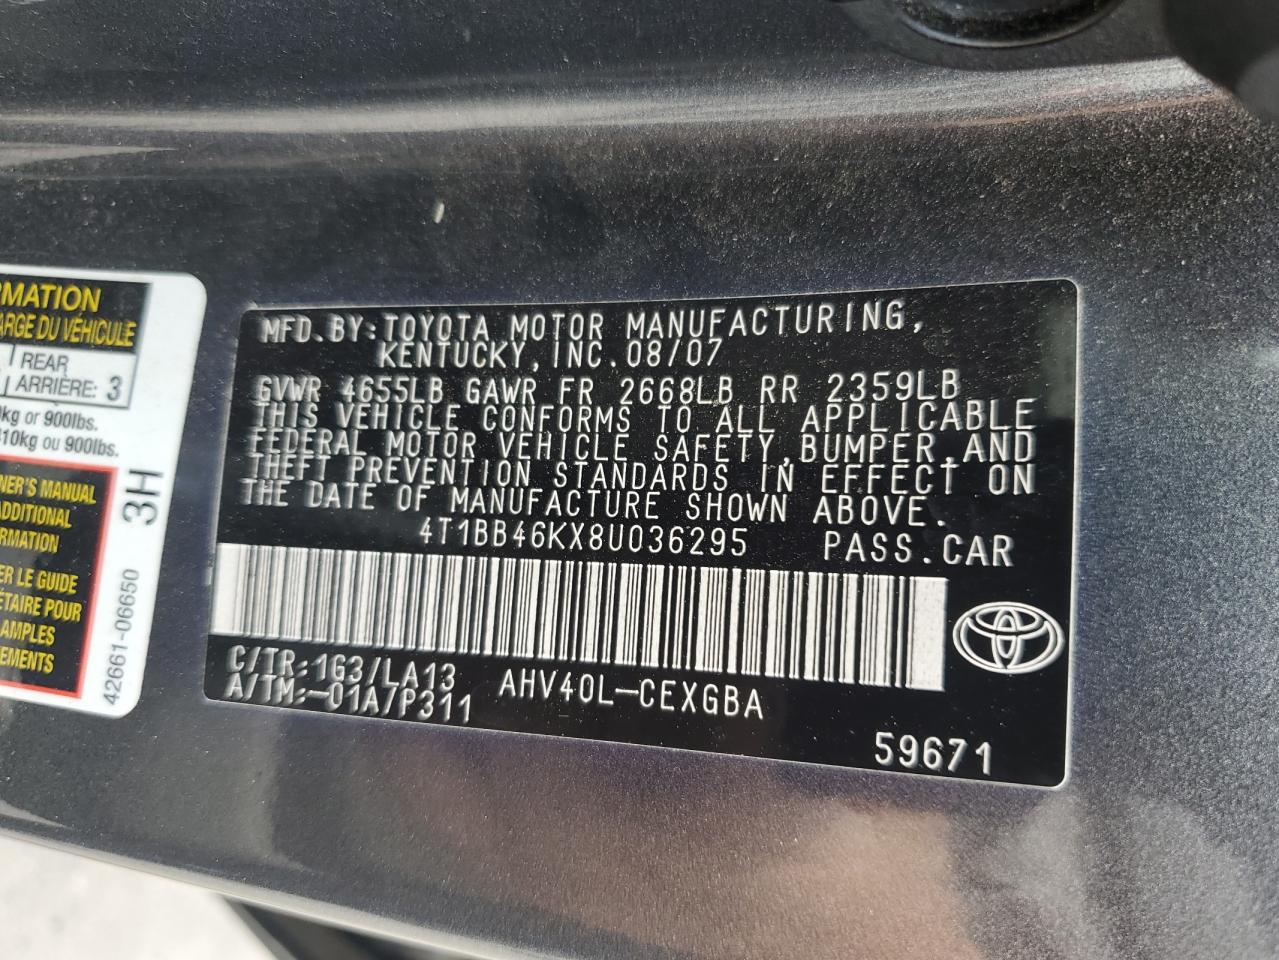 RMATION
ARGE DU VÉHICULE
REAR
ARRIÈRE: 3
kg or 900lbs.
310kg ou 900lbs.
NER'S MANUAL
ADDITIONAL
RMATION
ER LE GUIDE
ÉTAIRE POUR
AMPLES
EMENTS
3H
42661-06650
MFD.BY:TOYOTA MOTOR MANUFACTURING,
KENTUCKY,INC.08/07
GVWR 4655LB GAWR FR 2668LB RR 2359LB
THIS VEHICLE CONFORMS TO ALL APPLICABLE
FEDERAL MOTOR VEHICLE SAFETY,BUMPER,AND
THEFT PREVENTION STANDARDS IN EFFECT ON
THE DATE OF MANUFACTURE SHOWN ABOVE.
4T1BB46KX8U036295 PASS.CAR
C/TR:1G3/LA13 AHV40L-CEXGBA
A/TM:-01A/P311
59671